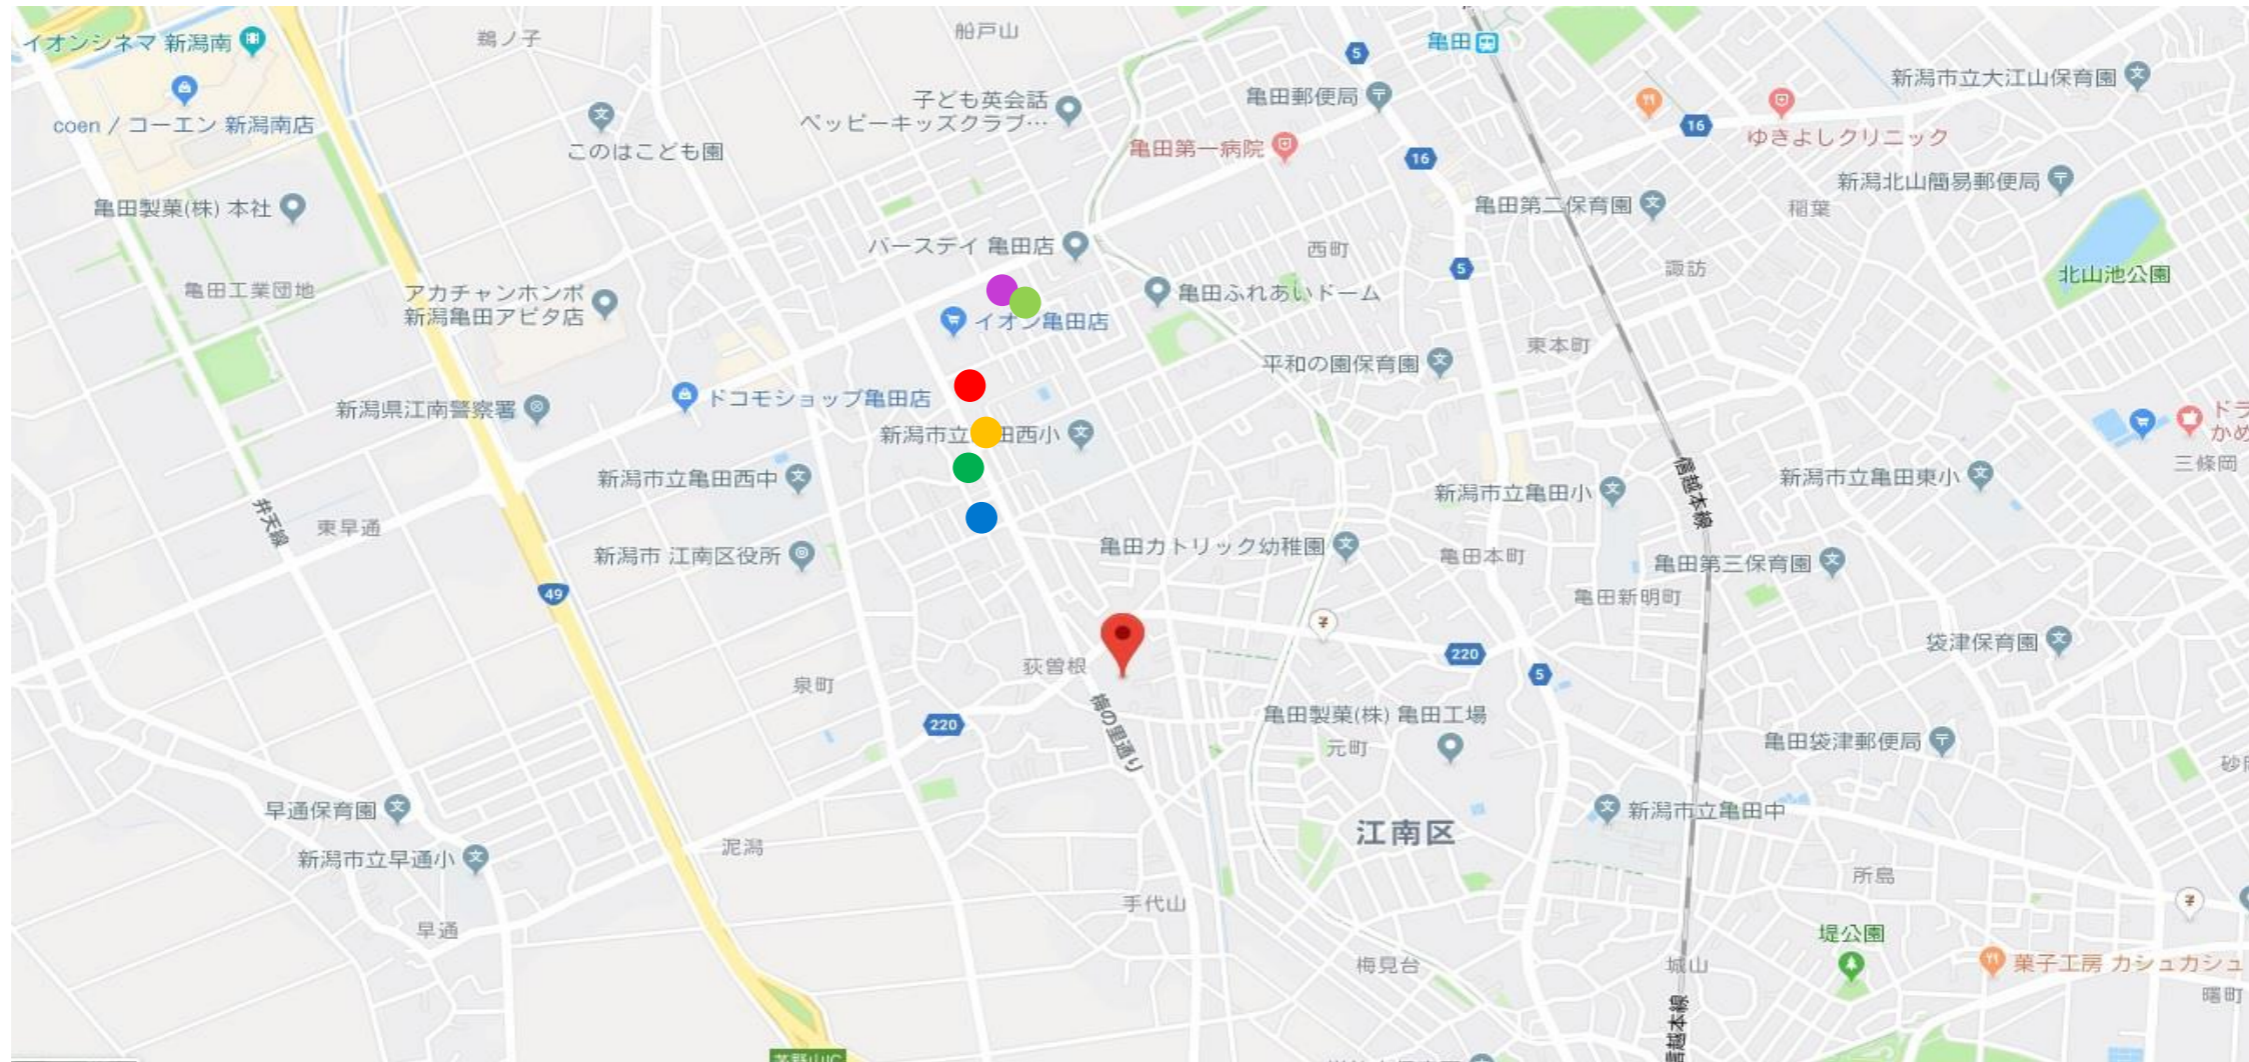 イオンシネマ 新潟南
鵜ノ子
船戸山
亀田
5
新潟市立大江山保育園
coen / コーエン 新潟南店
このはこども園
子ども英会話
ペッピーキッズクラブ…
亀田郵便局
亀田第一病院
16
16
ゆきよしクリニック
新潟北山簡易郵便局
亀田製菓(株) 本社
亀田第二保育園
稲葉
バースデイ 亀田店
西町
5
諏訪
北山池公園
亀田工業団地
アカチャンホンポ
新潟亀田アピタ店
亀田ふれあいドーム
イオン亀田店
東本町
平和の園保育園
ドコモショップ亀田店
新潟県江南警察署
新潟市立
田西小
ドラ
かめ
三條岡
新潟市立亀田西中
信越本線
新潟市立亀田小
新潟市立亀田東小
弁天線
東早通
新潟市 江南区役所
亀田カトリック幼稚園
亀田本町
亀田第三保育園
49
亀田新明町
220
5
袋津保育園
荻曽根
泉町
220
梅の里通り
亀田製菓(株) 亀田工場
元町
亀田袋津郵便局
早通保育園
新潟市立早通小
泥潟
江南区
新潟市立亀田中
所島
手代山
早通
堤公園
梅見台
城山
菓子工房 カシュカシュ
曙町
信越本線
茅野山IC